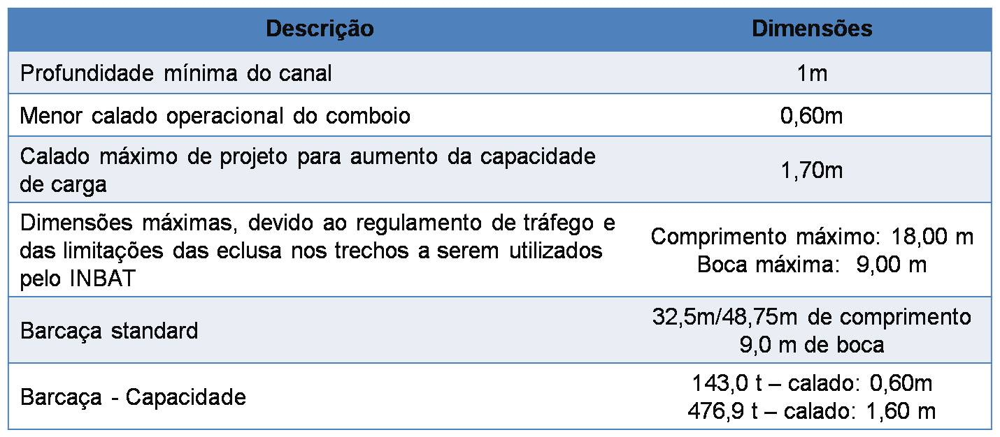 Descrição Dimensões
Profundidade mínima do canal 1m
Menor calado operacional do comboio 0,60m
Calado máximo de projeto para aumento da capacidade
de carga
1,70m
Dimensões máximas, devido ao regulamento de tráfego e
das limitações das eclusa nos trechos a serem utilizados
pelo INBAT
Comprimento máximo: 18,00 m
Boca máxima: 9,00 m
Barcaça standard
32,5m/48,75m de comprimento
9,0 m de boca
Barcaça - Capacidade
143,0 t – calado: 0,60m
476,9 t – calado: 1,60 m